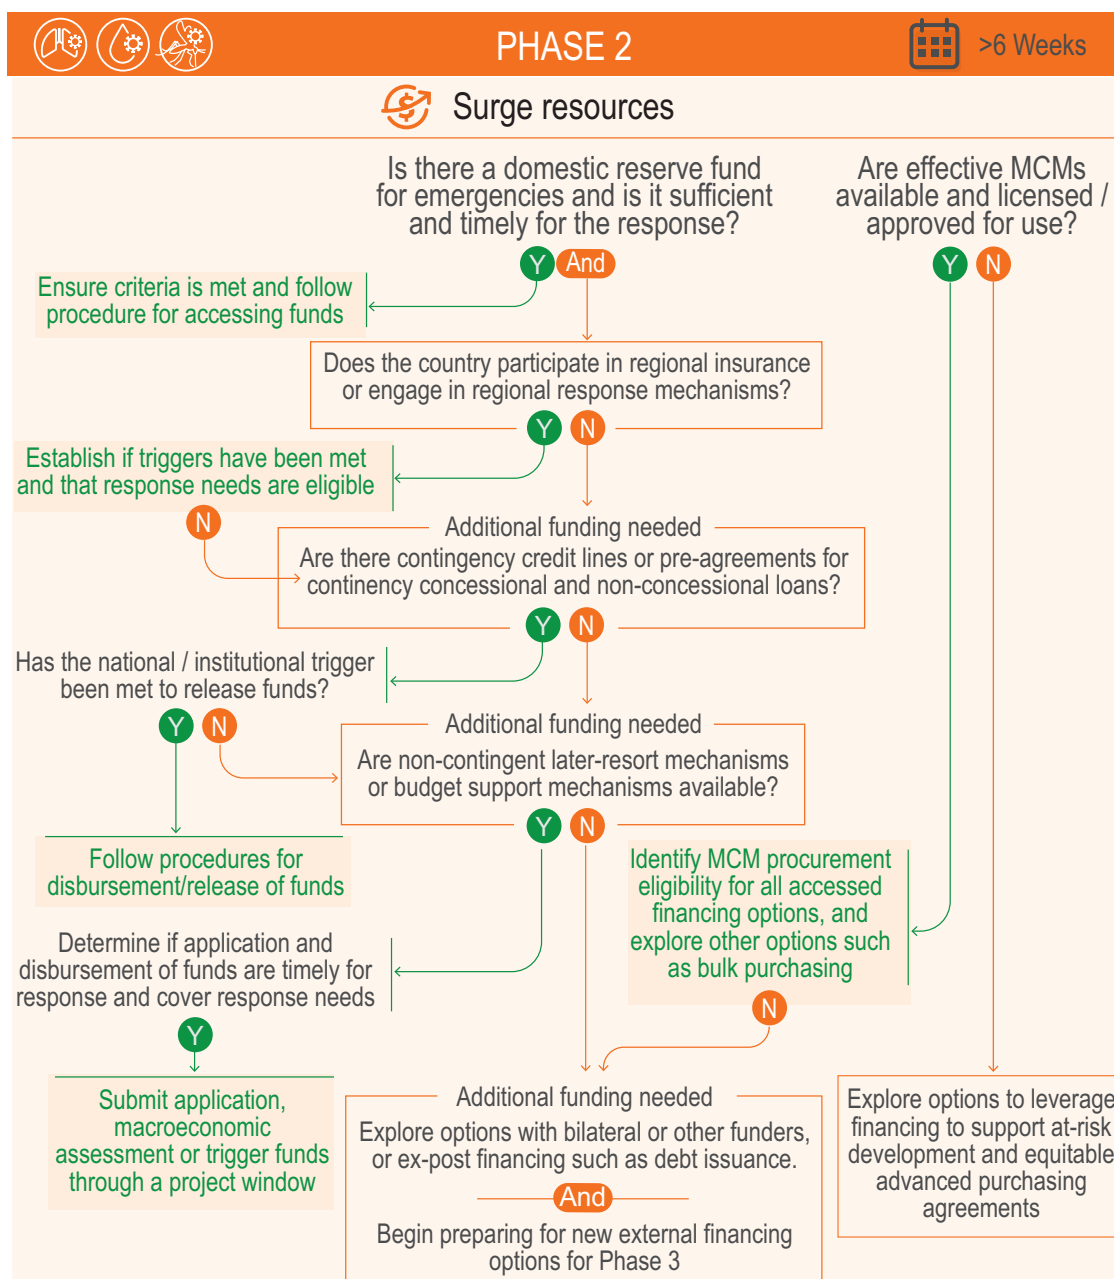 PHASE 2
>6 Weeks
Surge resources
Is there a domestic reserve fund
for emergencies and is it sufficient
and timely for the response?
Y
And
Ensure criteria is met and follow
procedure for accessing funds
Does the country participate in regional insurance
or engage in regional response mechanisms?
Y
N
Establish if triggers have been met
and that response needs are eligible
N
Additional funding needed
Are there contingency credit lines or pre-agreements for
continency concessional and non-concessional loans?
Y
N
Has the national / institutional trigger
been met to release funds?
Y
N
Additional funding needed
Are non-contingent later-resort mechanisms
or budget support mechanisms available?
Y
N
Follow procedures for
disbursement/release of funds
Determine if application and
disbursement of funds are timely for
response and cover response needs
Y
Submit application,
macroeconomic
assessment or trigger funds
through a project window
Additional funding needed
Explore options with bilateral or other funders,
or ex-post financing such as debt issuance.
And
Begin preparing for new external financing
options for Phase 3
Are effective MCMs
available and licensed /
approved for use?
Y
N
Identify MCM procurement
eligibility for all accessed
financing options, and
explore other options such
as bulk purchasing
N
Explore options to leverage
financing to support at-risk
development and equitable
advanced purchasing
agreements